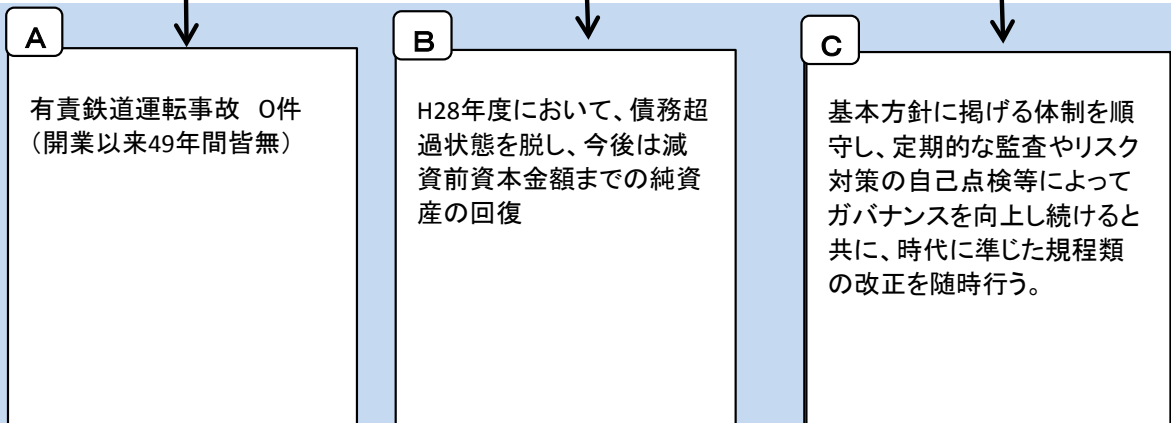 A
有責鉄道運転事故　0件
（開業以来49年間皆無）
B
H28年度において、債務超
過状態を脱し、今後は減
資前資本金額までの純資
産の回復
C
基本方針に掲げる体制を順
守し、定期的な監査やリスク
対策の自己点検等によって
ガバナンスを向上し続けると
共に、時代に準じた規程類
の改正を随時行う。